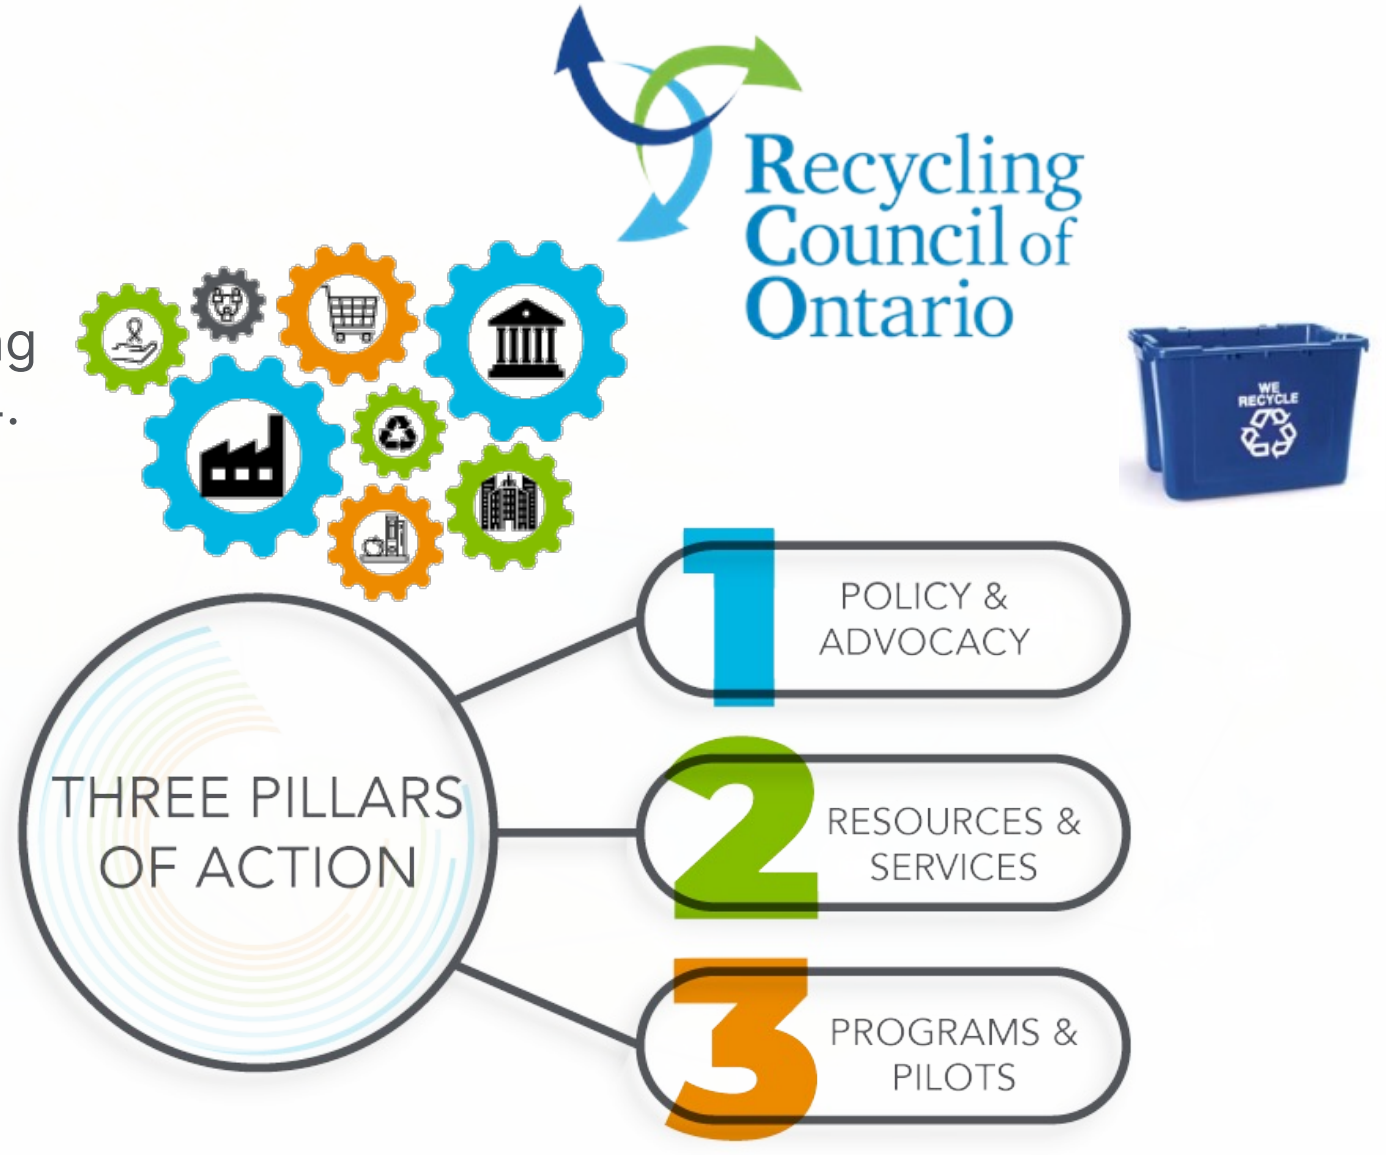 Recycling
Council of
Ontario
WE
RECYCLE
1
POLICY &
ADVOCACY
THREE PILLARS
OF ACTION
2
RESOURCES &
SERVICES
3
PROGRAMS &
PILOTS